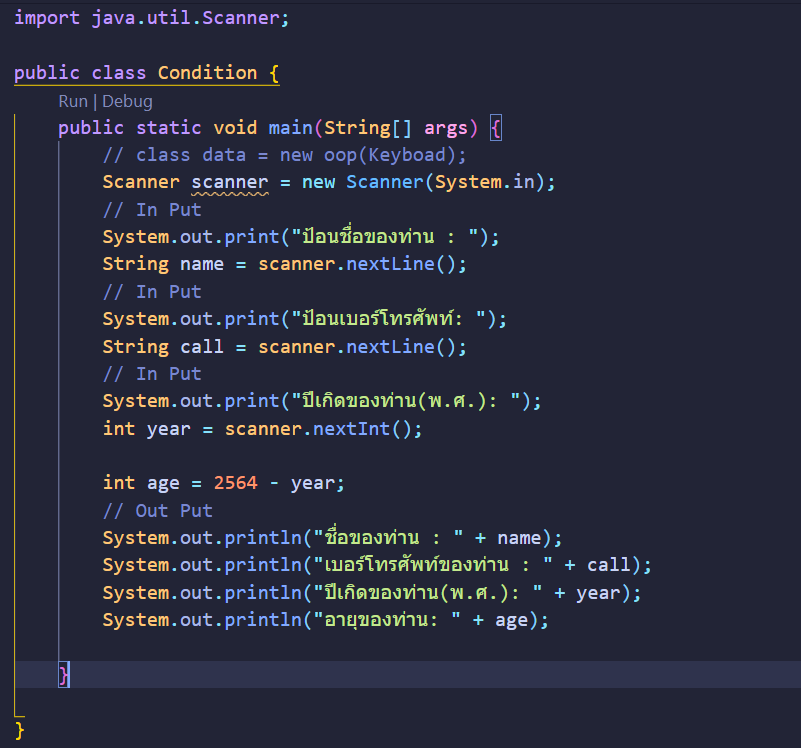 import java.util.Scanner;
public class Condition {
Run | Debug
public static void main(String[] args) {
// class data = new oop(Keyboad);
Scanner scanner = new Scanner(System.in);
// In Put
System.out.print("ป้อนชื่อของท่าน : ");
String name = scanner.nextLine();
// In Put
System.out.print("ป้อนเบอร์โทรศัพท์: ");
String call = scanner.nextLine();
// In Put
System.out.print("ปีเกิดของท่าน(พ.ศ.): ");
int year = scanner.nextInt();
int age = 2564 - year;
// Out Put
System.out.println("ชื่อของท่าน : " + name);
System.out.println("เบอร์โทรศัพท์ของท่าน : " + call);
System.out.println("ปีเกิดของท่าน(พ.ศ.): " + year);
System.out.println("อายุของท่าน: " + age);
}
}